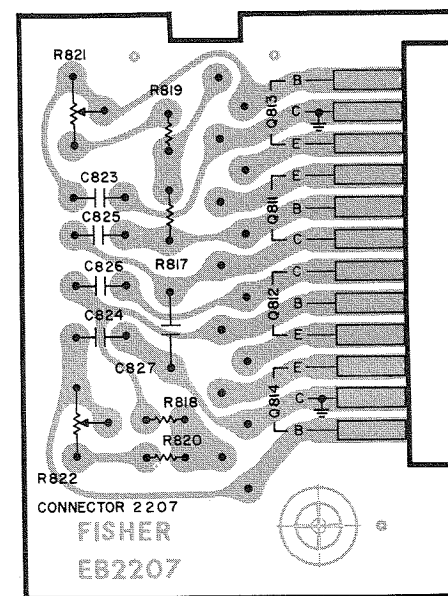 R821
R819
B
Q813
C
E
C823
E
Q811
C825
B
C
R817
C826
C
Q812
B
C824
E
C827
E
Q814
R818
C
R820
B
R822
CONNECTOR 2207
FISHER
EB2207